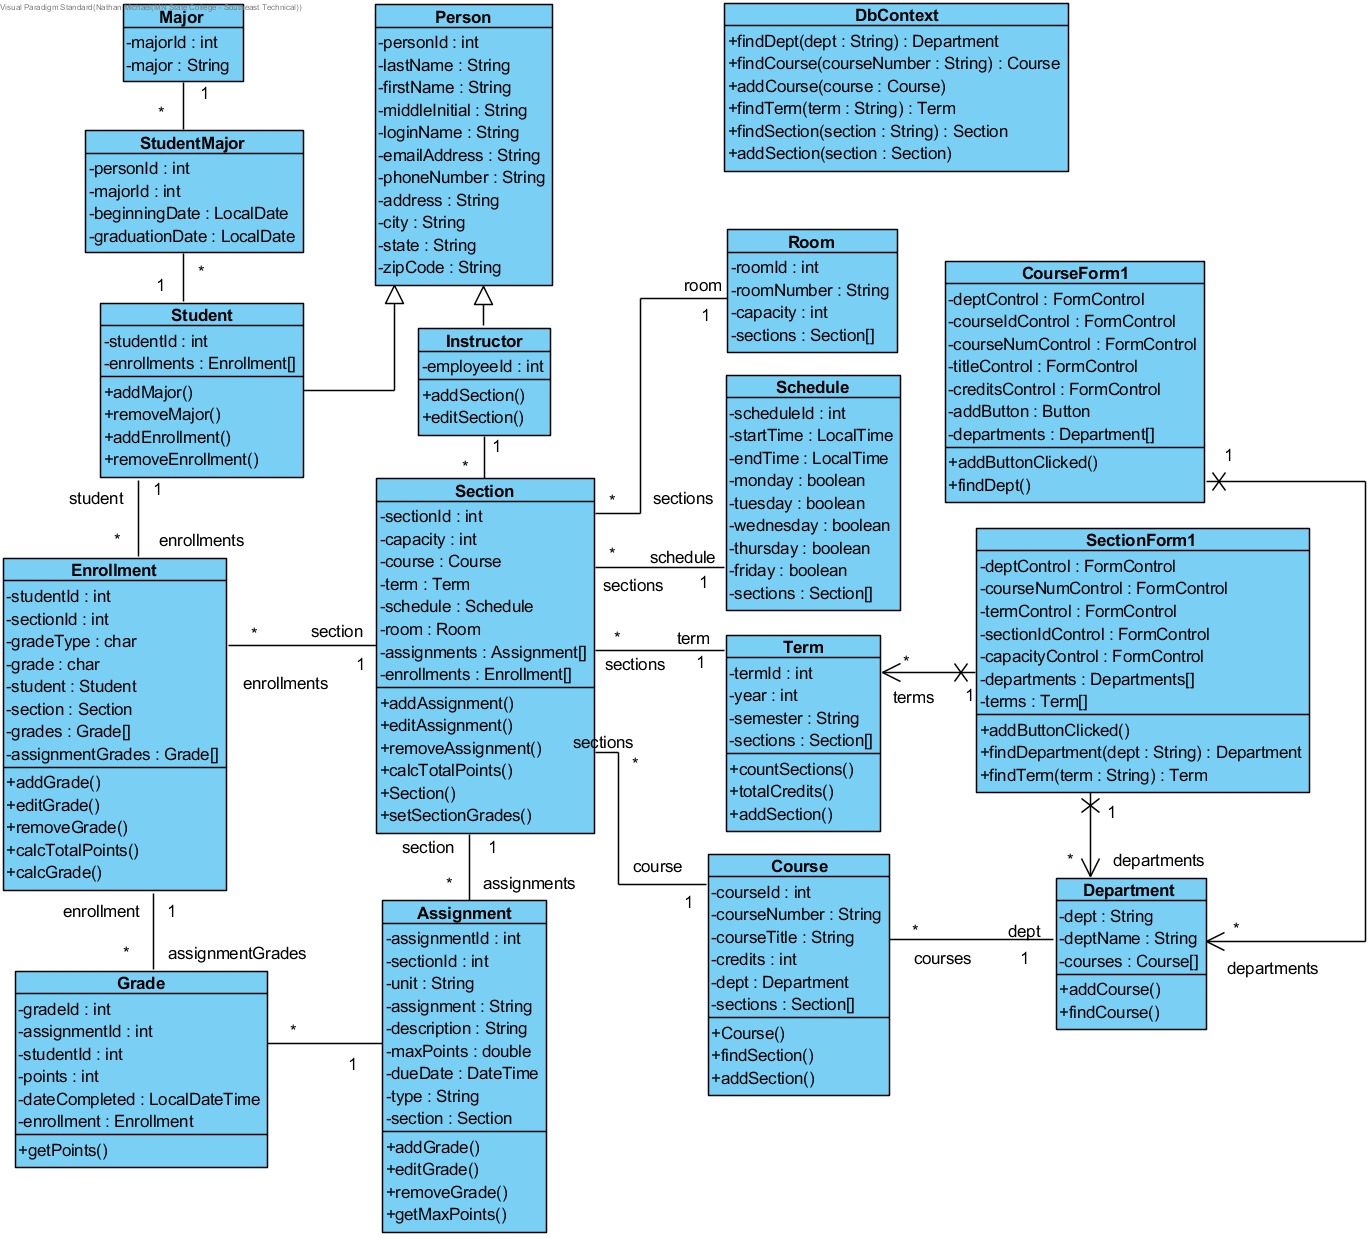 Major
-majorId : int
-major : String
1
*
StudentMajor
-personId : int
-majorId : int
-beginningDate : LocalDate
-graduationDate : LocalDate
*
1
Student
-studentId : int
-enrollments : Enrollment[]
+addMajor()
+removeMajor()
+addEnrollment()
+removeEnrollment()
student
1
*
enrollments
Enrollment
-studentId : int
-sectionId : int
-gradeType : char
-grade : char
-student : Student
-section : Section
-grades : Grade[]
-assignmentGrades : Grade[]
+addGrade()
+editGrade()
+removeGrade()
+calcTotalPoints()
+calcGrade()
enrollment
1
*
assignmentGrades
Grade
-gradeId : int
-assignmentId : int
-studentId : int
-points : int
-dateCompleted : LocalDateTime
-enrollment : Enrollment
+getPoints()
*
1
Person
-personId : int
-lastName : String
-firstName : String
-middleInitial : String
-loginName : String
-emailAddress : String
-phoneNumber : String
-address : String
-city : String
-state : String
-zipCode : String
Instructor
-employeeId : int
+addSection()
+editSection()
1
*
*
section
1
enrollments
Section
-sectionId : int
-capacity : int
-course : Course
-term : Term
-schedule : Schedule
-room : Room
-assignments : Assignment[]
-enrollments : Enrollment[]
+addAssignment()
+editAssignment()
+removeAssignment()
+calcTotalPoints()
+Section()
+setSectionGrades()
section
1
*
assignments
Assignment
-assignmentId : int
-sectionId : int
-unit : String
-assignment : String
-description : String
-maxPoints : double
-dueDate : DateTime
-type : String
-section : Section
+addGrade()
+editGrade()
+removeGrade()
+getMaxPoints()
DbContext
+findDept(dept : String) : Department
+findCourse(courseNumber : String) : Course
+addCourse(course : Course)
+findTerm(term : String) : Term
+findSection(section : String) : Section
+addSection(section : Section)
room
1
*
sections
Room
-roomId : int
-roomNumber : String
-capacity : int
-sections : Section[]
*
schedule
sections
1
Schedule
-scheduleId : int
-startTime : LocalTime
-endTime : LocalTime
-monday : boolean
-tuesday : boolean
-wednesday : boolean
-thursday : boolean
-friday : boolean
-sections : Section[]
*
term
sections
1
Term
-termId : int
-year : int
-semester : String
-sections : Section[]
+countSections()
+totalCredits()
+addSection()
sections
*
course
1
Course
-courseId : int
-courseNumber : String
-courseTitle : String
-credits : int
-dept : Department
-sections : Section[]
+Course()
+findSection()
+addSection()
*
dept
courses
1
CourseForm1
-deptControl : FormControl
-courseIdControl : FormControl
-courseNumControl : FormControl
-titleControl : FormControl
-creditsControl : FormControl
-addButton : Button
-departments : Department[]
+addButtonClicked()
+findDept()
1
*
departments
SectionForm1
-deptControl : FormControl
-courseNumControl : FormControl
-termControl : FormControl
-sectionIdControl : FormControl
-capacityControl : FormControl
-departments : Departments[]
-terms : Term[]
+addButtonClicked()
+findDepartment(dept : String) : Department
+findTerm(term : String) : Term
*
terms
1
1
*
departments
Department
-dept : String
-deptName : String
-courses : Course[]
+addCourse()
+findCourse()